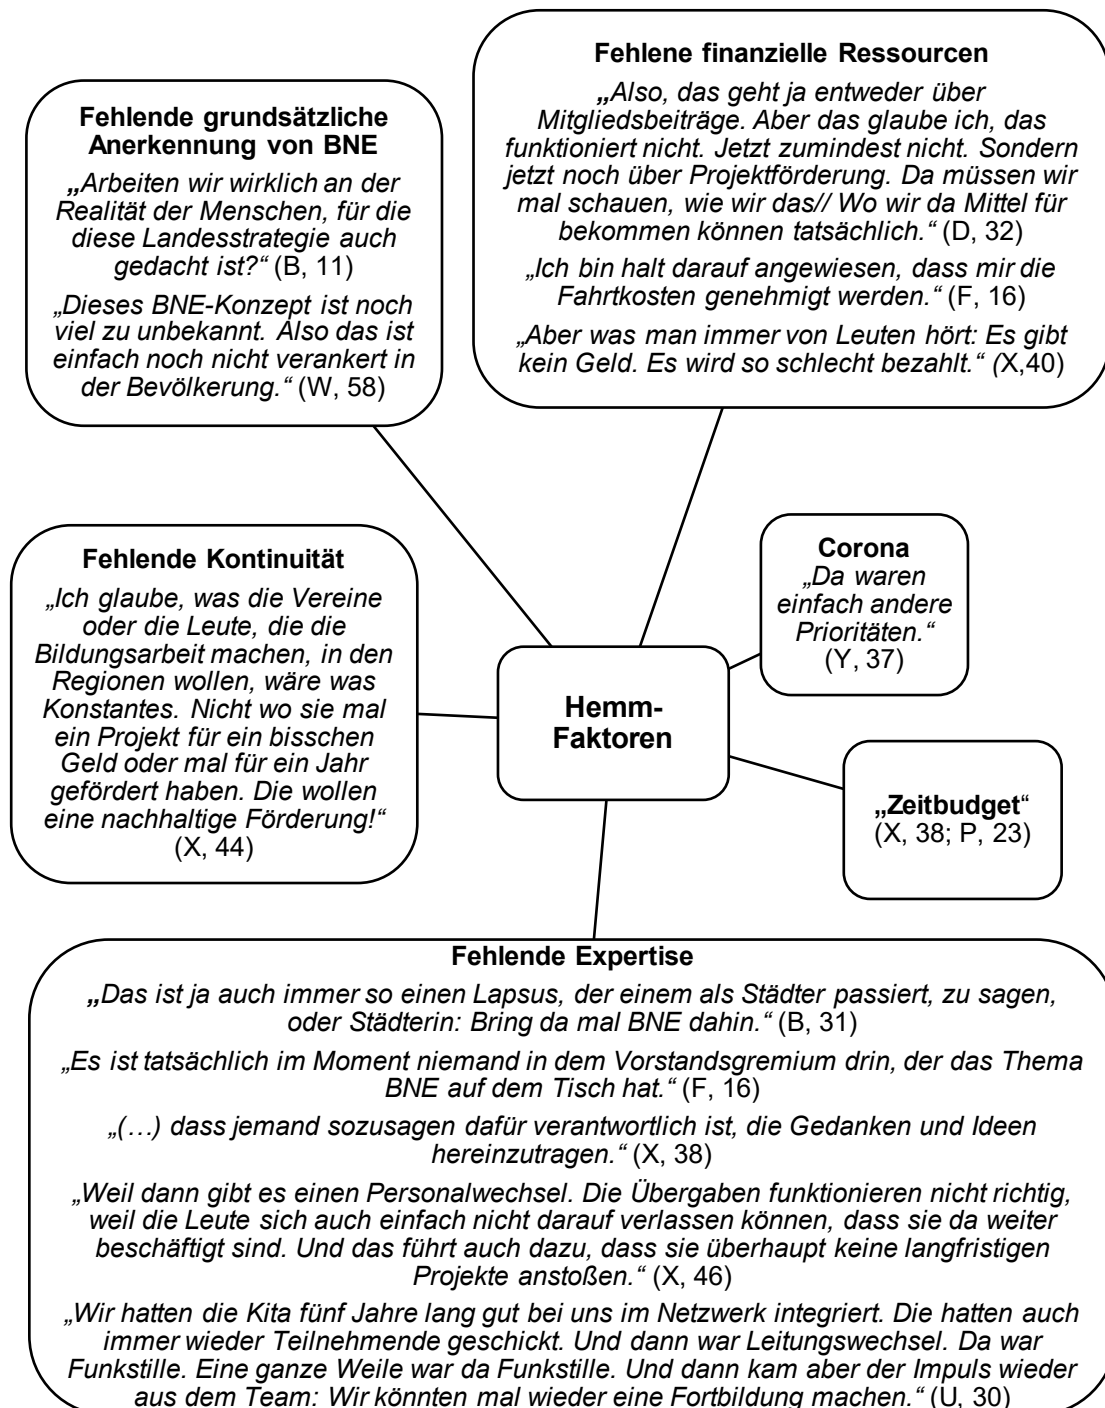 Fehlene finanzielle Ressourcen
„Also, das geht ja entweder über
Mitgliedsbeiträge. Aber das glaube ich, das
funktioniert nicht. Jetzt zumindest nicht. Sondern
jetzt noch über Projektförderung. Da müssen wir
mal schauen, wie wir das// Wo wir da Mittel für
bekommen können tatsächlich.“ (D, 32)
„Ich bin halt darauf angewiesen, dass mir die
Fahrtkosten genehmigt werden.“ (F, 16)
„Aber was man immer von Leuten hört: Es gibt
kein Geld. Es wird so schlecht bezahlt.“ (X,40)
Fehlende grundsätzliche
Anerkennung von BNE
„Arbeiten wir wirklich an der
Realität der Menschen, für die
diese Landesstrategie auch
gedacht ist?“ (B, 11)
„Dieses BNE-Konzept ist noch
viel zu unbekannt. Also das ist
einfach noch nicht verankert in
der Bevölkerung.“ (W, 58)
Fehlende Kontinuität
„Ich glaube, was die Vereine
oder die Leute, die die
Bildungsarbeit machen, in den
Regionen wollen, wäre was
Konstantes. Nicht wo sie mal
ein Projekt für ein bisschen
Geld oder mal für ein Jahr
gefördert haben. Die wollen
eine nachhaltige Förderung!“
(X, 44)
Corona
„Da waren
einfach andere
Prioritäten.“
(Y, 37)
Hemm-
Faktoren
„Zeitbudget“
(X, 38; P, 23)
Fehlende Expertise
„Das ist ja auch immer so einen Lapsus, der einem als Städter passiert, zu sagen,
oder Städterin: Bring da mal BNE dahin.“ (B, 31)
„Es ist tatsächlich im Moment niemand in dem Vorstandsgremium drin, der das Thema
BNE auf dem Tisch hat.“ (F, 16)
„(…) dass jemand sozusagen dafür verantwortlich ist, die Gedanken und Ideen
hereinzutragen.“ (X, 38)
„Weil dann gibt es einen Personalwechsel. Die Übergaben funktionieren nicht richtig,
weil die Leute sich auch einfach nicht darauf verlassen können, dass sie da weiter
beschäftigt sind. Und das führt auch dazu, dass sie überhaupt keine langfristigen
Projekte anstoßen.“ (X, 46)
„Wir hatten die Kita fünf Jahre lang gut bei uns im Netzwerk integriert. Die hatten auch
immer wieder Teilnehmende geschickt. Und dann war Leitungswechsel. Da war
Funkstille. Eine ganze Weile war da Funkstille. Und dann kam aber der Impuls wieder
aus dem Team: Wir könnten mal wieder eine Fortbildung machen.“ (U, 30)